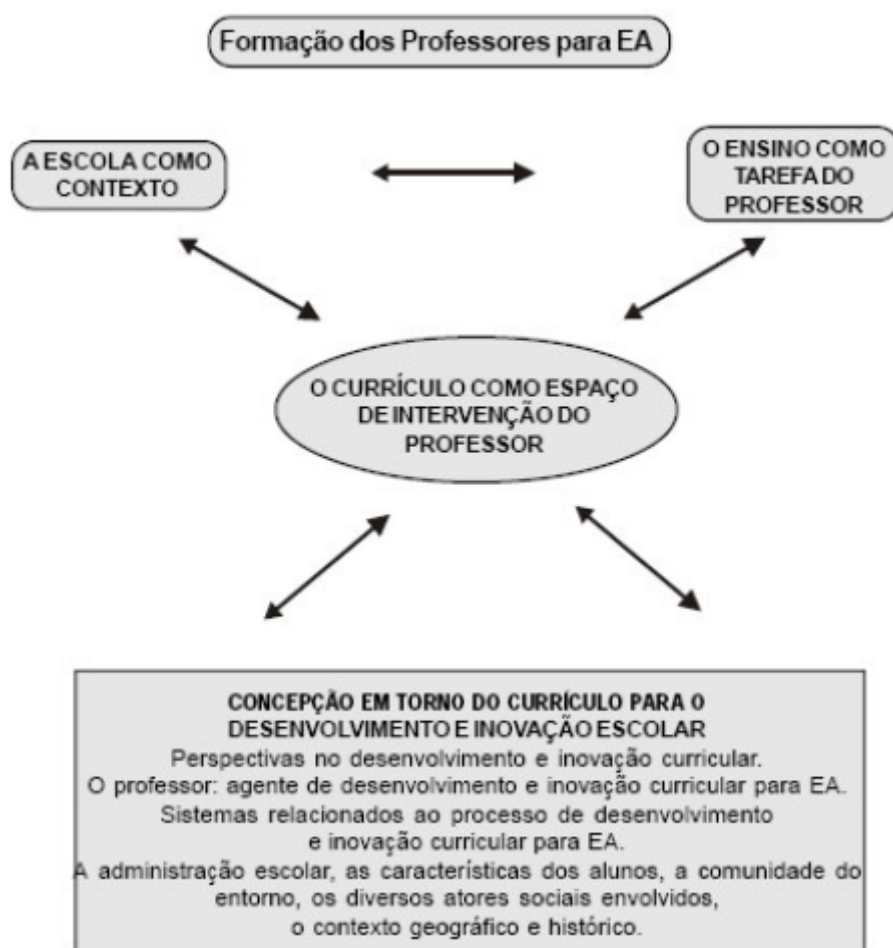 Formação dos Professores para EA
A ESCOLA COMO
CONTEXTO
O ENSINO COMO
TAREFA DO
PROFESSOR
O CURRÍCULO COMO ESPAÇO
DE INTERVENÇÃO DO
PROFESSOR
CONCEPÇÃO EM TORNO DO CURRÍCULO PARA O
DESENVOLVIMENTO E INOVAÇÃO ESCOLAR
Perspectivas no desenvolvimento e inovação curricular.
O professor: agente de desenvolvimento e inovação curricular para EA.
Sistemas relacionados ao processo de desenvolvimento
e inovação curricular para EA.
A administração escolar, as características dos alunos, a comunidade do
entorno, os diversos atores sociais envolvidos,
o contexto geográfico e histórico.